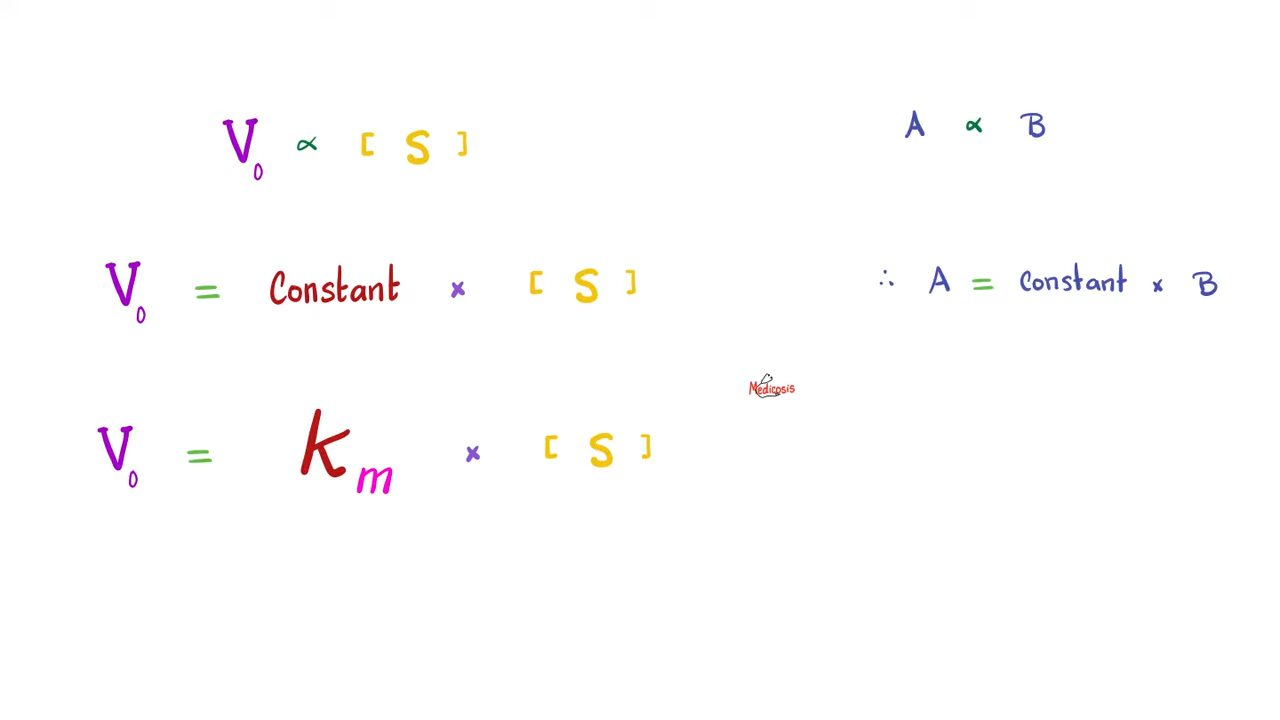 V₀ ∝ [ S ]
A ∝ B
V₀ = Constant × [ S ]
∴ A = Constant × B
Medicosis
V₀ = Kₘ × [ S ]